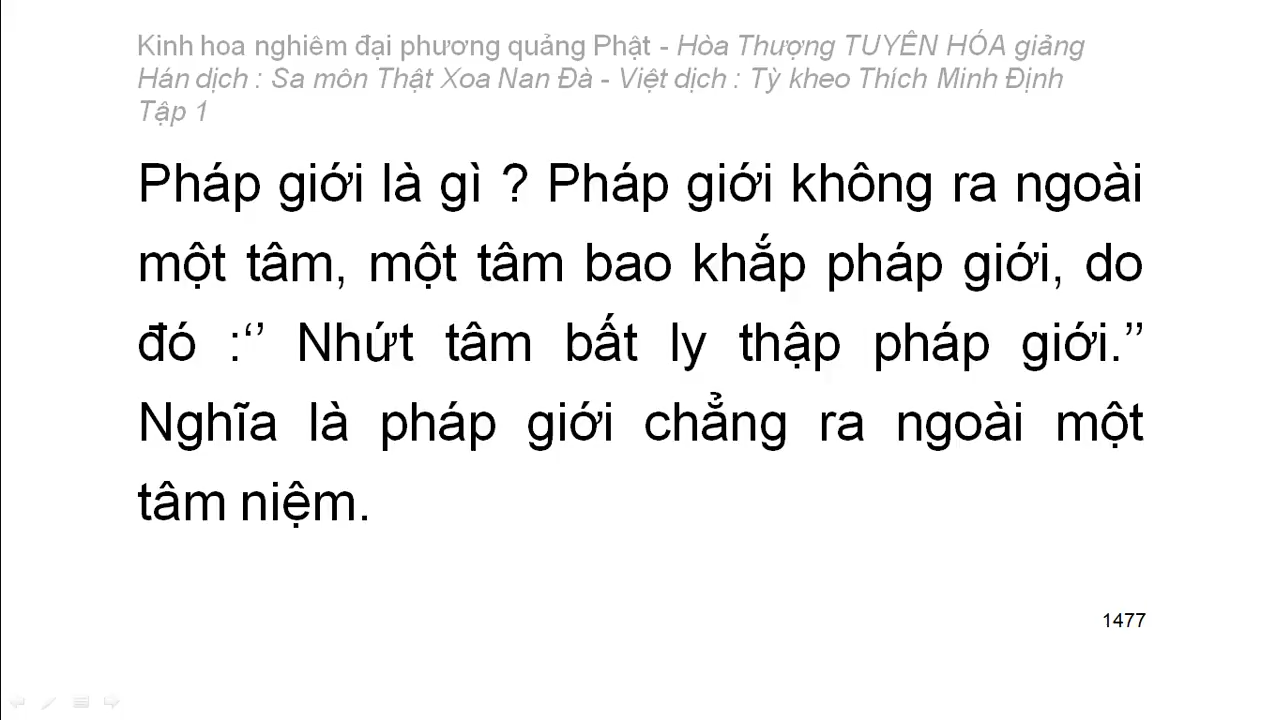 Kinh hoa nghiêm đại phương quảng Phật - Hòa Thượng TUYÊN HÓA giảng
Hán dịch : Sa môn Thật Xoa Nan Đà - Việt dịch : Tỳ kheo Thích Minh Định
Tập 1
Pháp giới là gì ? Pháp giới không ra ngoài
một tâm, một tâm bao khắp pháp giới, do
đó :‘’ Nhứt tâm bất ly thập pháp giới.’’
Nghĩa là pháp giới chẳng ra ngoài một
tâm niệm.
1477